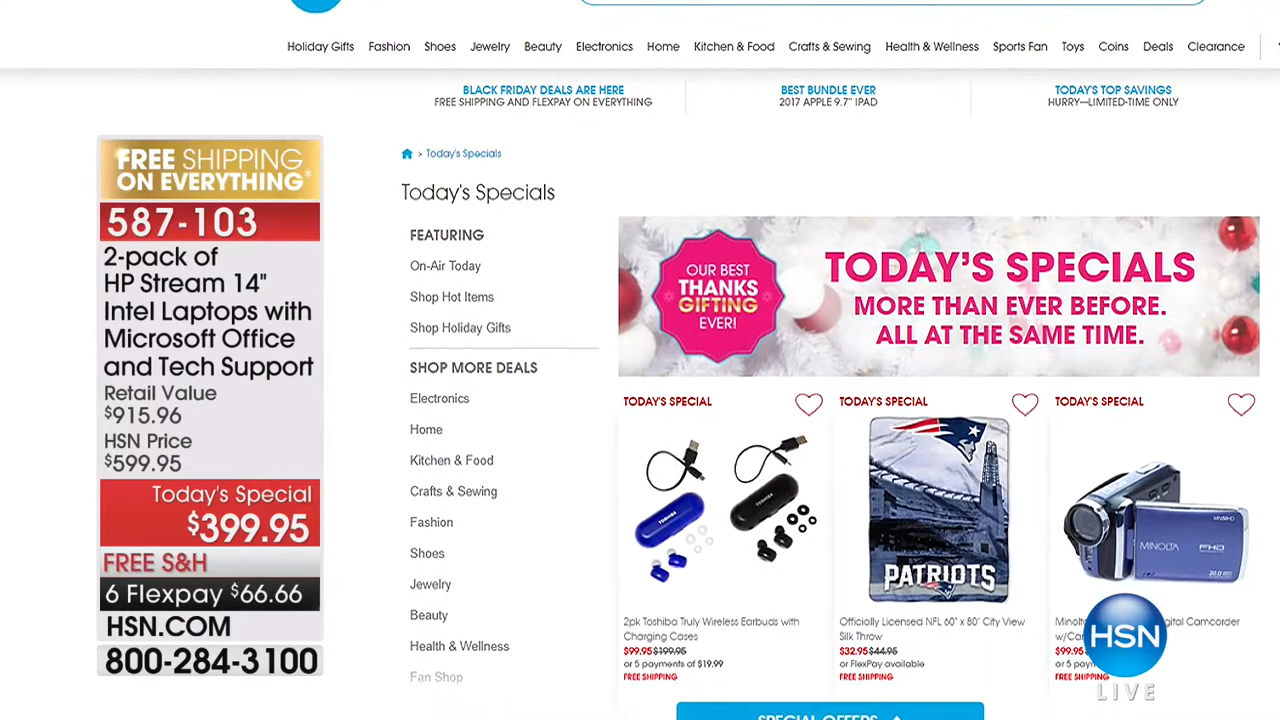 Holiday Gifts Fashion Shoes Jewelry Beauty Electronics Home Kitchen & Food Crafts & Sewing Health & Wellness Sports Fan Toys Coins Deals Clearance
BLACK FRIDAY DEALS ARE HERE
FREE SHIPPING AND FLEXPAY ON EVERYTHING
BEST BUNDLE EVER
2017 APPLE 9.7" IPAD
TODAY'S TOP SAVINGS
HURRY—LIMITED-TIME ONLY
FREE SHIPPING
ON EVERYTHING*
587-103
2-pack of
HP Stream 14"
Intel Laptops with
Microsoft Office
and Tech Support
Retail Value
$915.96
HSN Price
$599.95
Today's Special
$399.95
FREE S&H
6 Flexpay $66.66
HSN.COM
800-284-3100
> Today's Specials
Today's Specials
FEATURING
On-Air Today
Shop Hot Items
Shop Holiday Gifts
SHOP MORE DEALS
Electronics
Home
Kitchen & Food
Crafts & Sewing
Fashion
Shoes
Jewelry
Beauty
Health & Wellness
Fan Shop
OUR BEST
THANKS
GIFTING
EVER!
TODAY'S SPECIALS
MORE THAN EVER BEFORE.
ALL AT THE SAME TIME.
TODAY'S SPECIAL
TOSHIBA
TOSHIBA
2pk Toshiba Truly Wireless Earbuds with
Charging Cases
$99.95 $199.95
or 5 payments of $19.99
FREE SHIPPING
TODAY'S SPECIAL
PATRIOTS
Officially Licensed NFL 60" x 80" City View
Silk Throw
$32.95 $44.95
or FlexPay available
FREE SHIPPING
TODAY'S SPECIAL
MINOLTA FHD
Camcorder
$99.95
or 5
FREE SHIPPING
HSN
LIVE
SPECIAL OFFERS